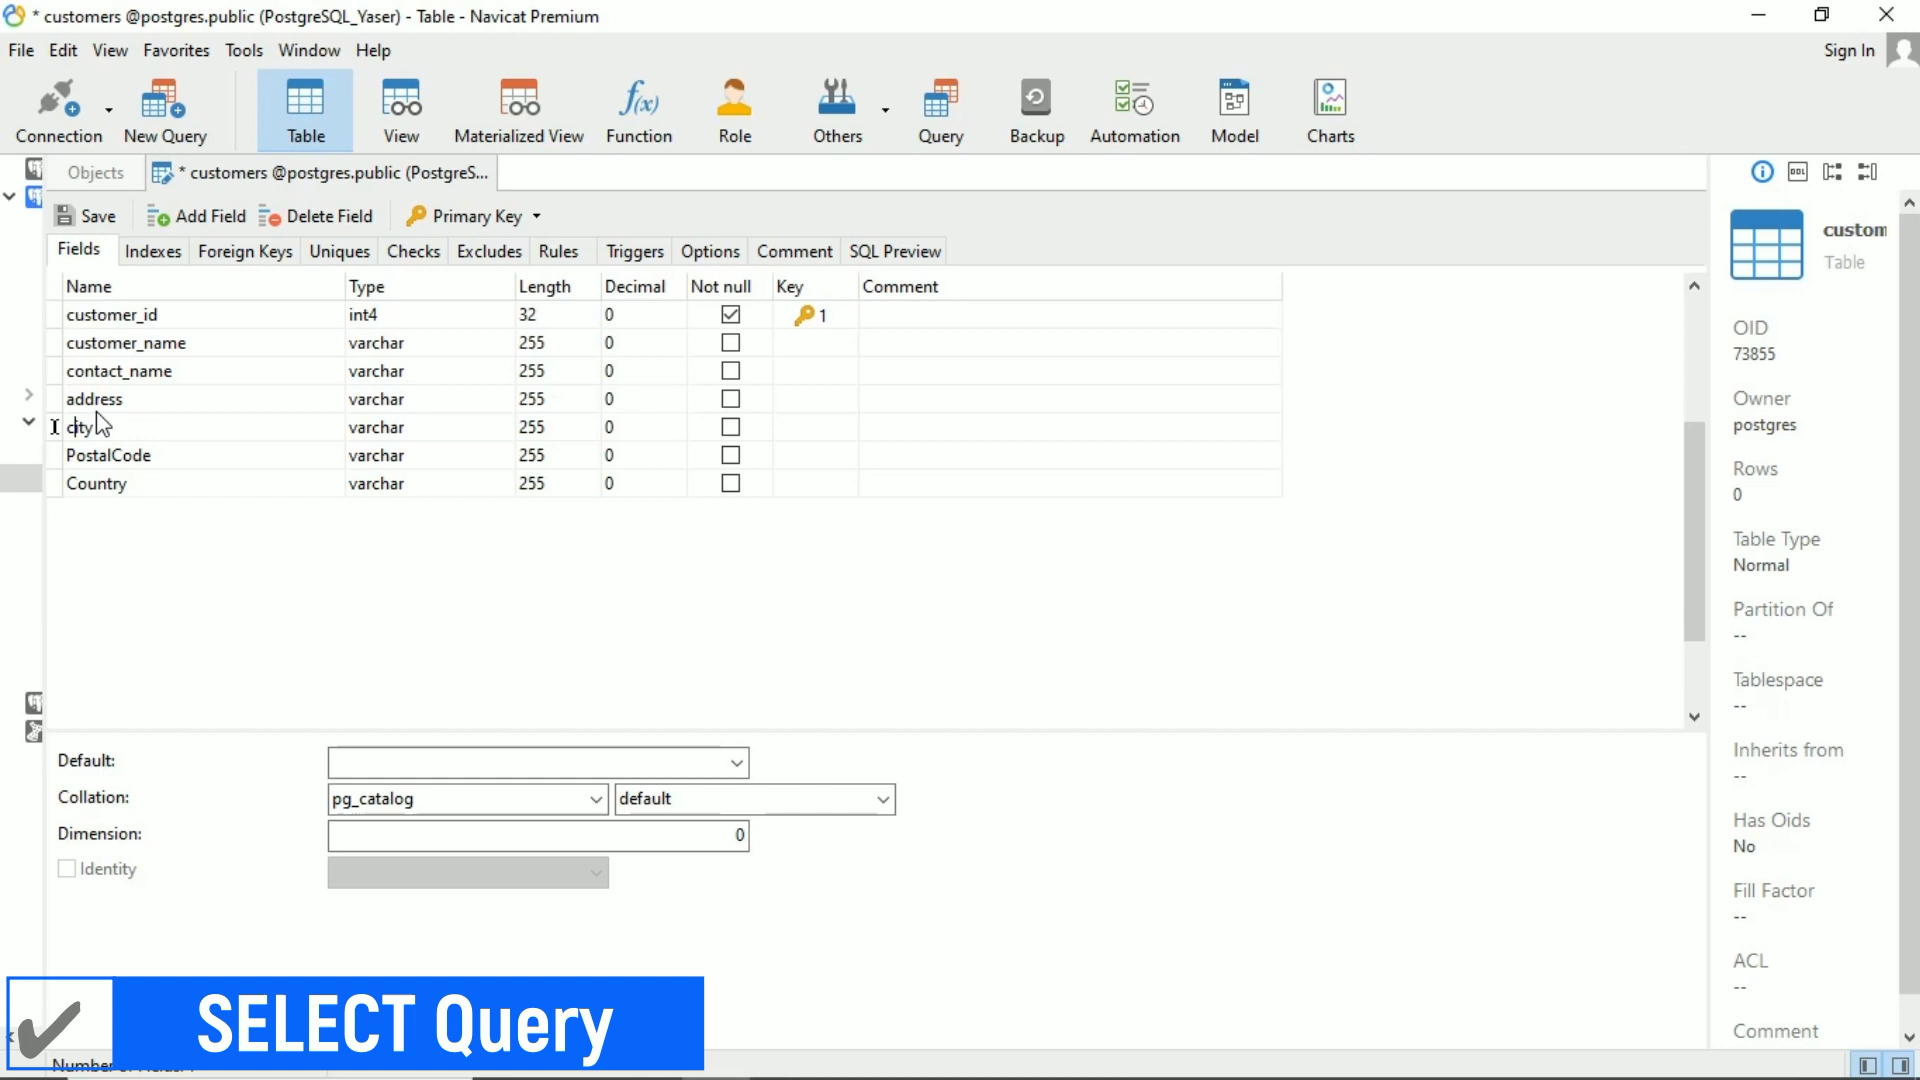 * customers @postgres.public (PostgreSQL_Yaser) - Table - Navicat Premium
File Edit View Favorites Tools Window Help
Sign In
Connection New Query Table View Materialized View Function Role Others Query Backup Automation Model Charts
Objects * customers @postgres.public (PostgreS...
Save Add Field Delete Field Primary Key
Fields Indexes Foreign Keys Uniques Checks Excludes Rules Triggers Options Comment SQL Preview
Name Type Length Decimal Not null Key Comment
customer_id int4 32 0 1
customer_name varchar 255 0
contact_name varchar 255 0
address varchar 255 0
city varchar 255 0
PostalCode varchar 255 0
Country varchar 255 0
Default:
Collation: pg_catalog default
Dimension: 0
Identity
DDL
custom
Table
OID
73855
Owner
postgres
Rows
0
Table Type
Normal
Partition Of
--
Tablespace
--
Inherits from
--
Has Oids
No
Fill Factor
--
ACL
--
Comment
SELECT Query